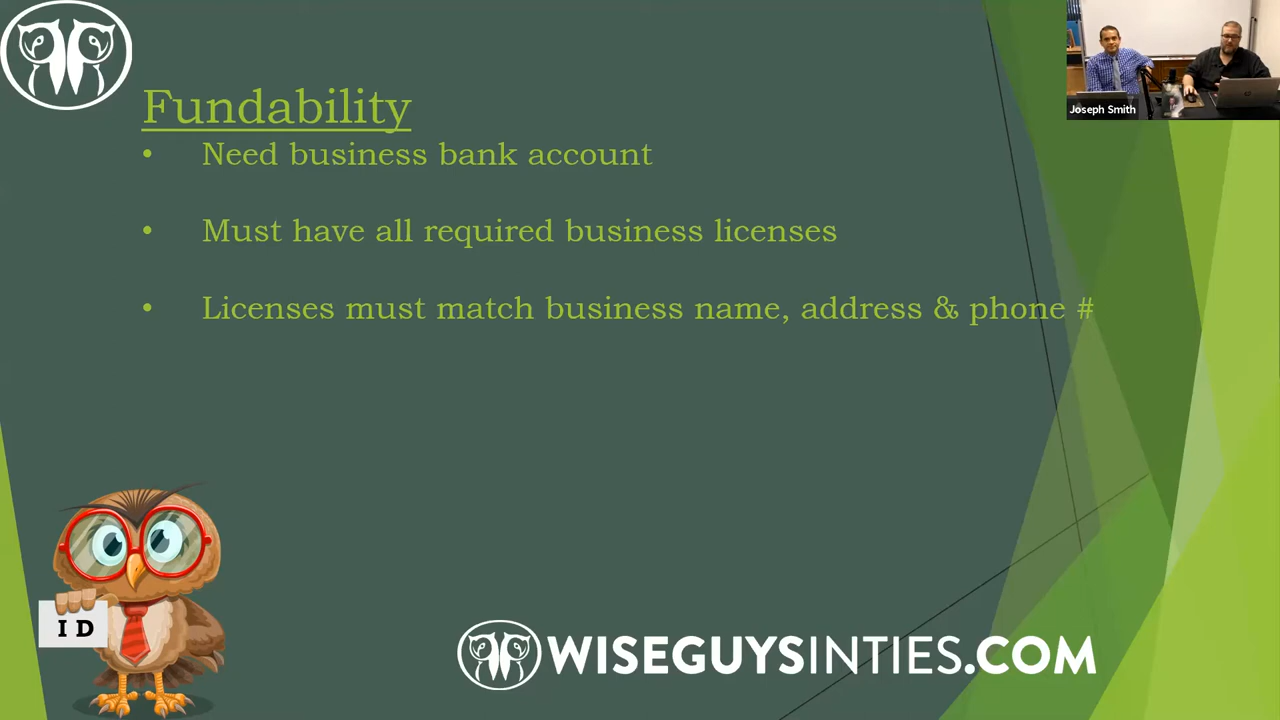 Fundability
• Need business bank account
• Must have all required business licenses
• Licenses must match business name, address & phone #
Joseph Smith
I D
WISEGUYSINTIES.COM